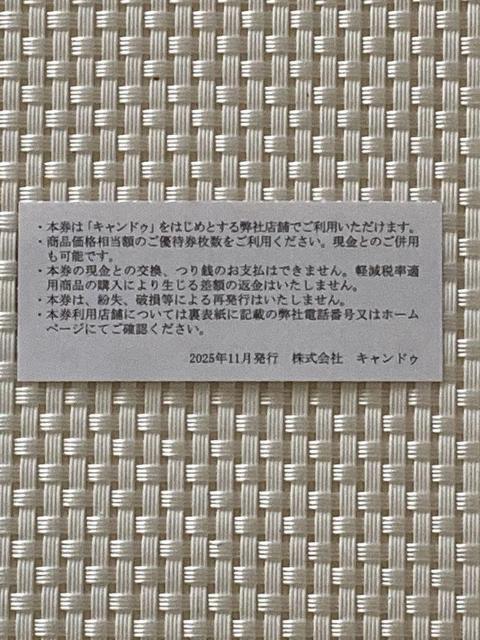 ・本券は「キャンドゥ」をはじめとする弊社店舗でご利用いただけます。
・商品価格相当額のご優待券枚数をご利用ください。現金とのご併用
も可能です。
・本券の現金との交換、つり銭のお支払はできません。軽減税率適
用商品の購入により生じる差額の返金はいたしません。
・本券は、紛失、破損等による再発行はいたしません。
・本券利用店舗については裏表紙に記載の弊社電話番号又はホーム
ページにてご確認ください。
2025年11月発行　株式会社　キャンドゥ